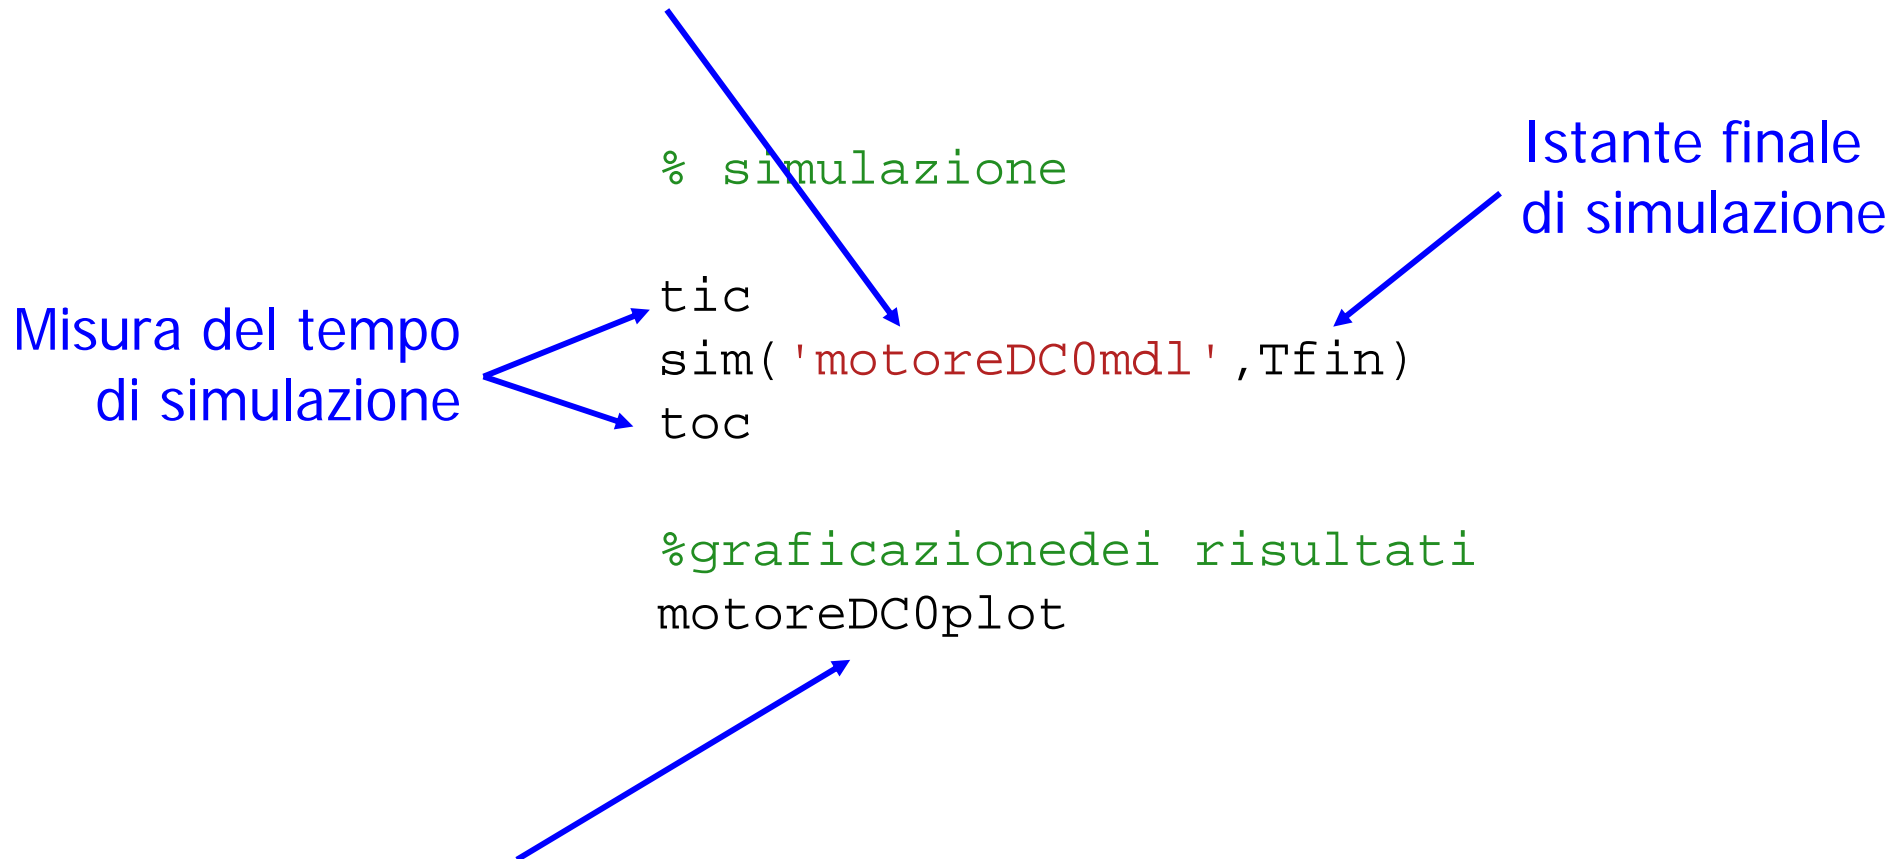 % simulazione
Istante finale
di simulazione
Misura del tempo
di simulazione
tic
sim('motoreDC0mdl',Tfin)
toc
%graficazionedei risultati
motoreDC0plot